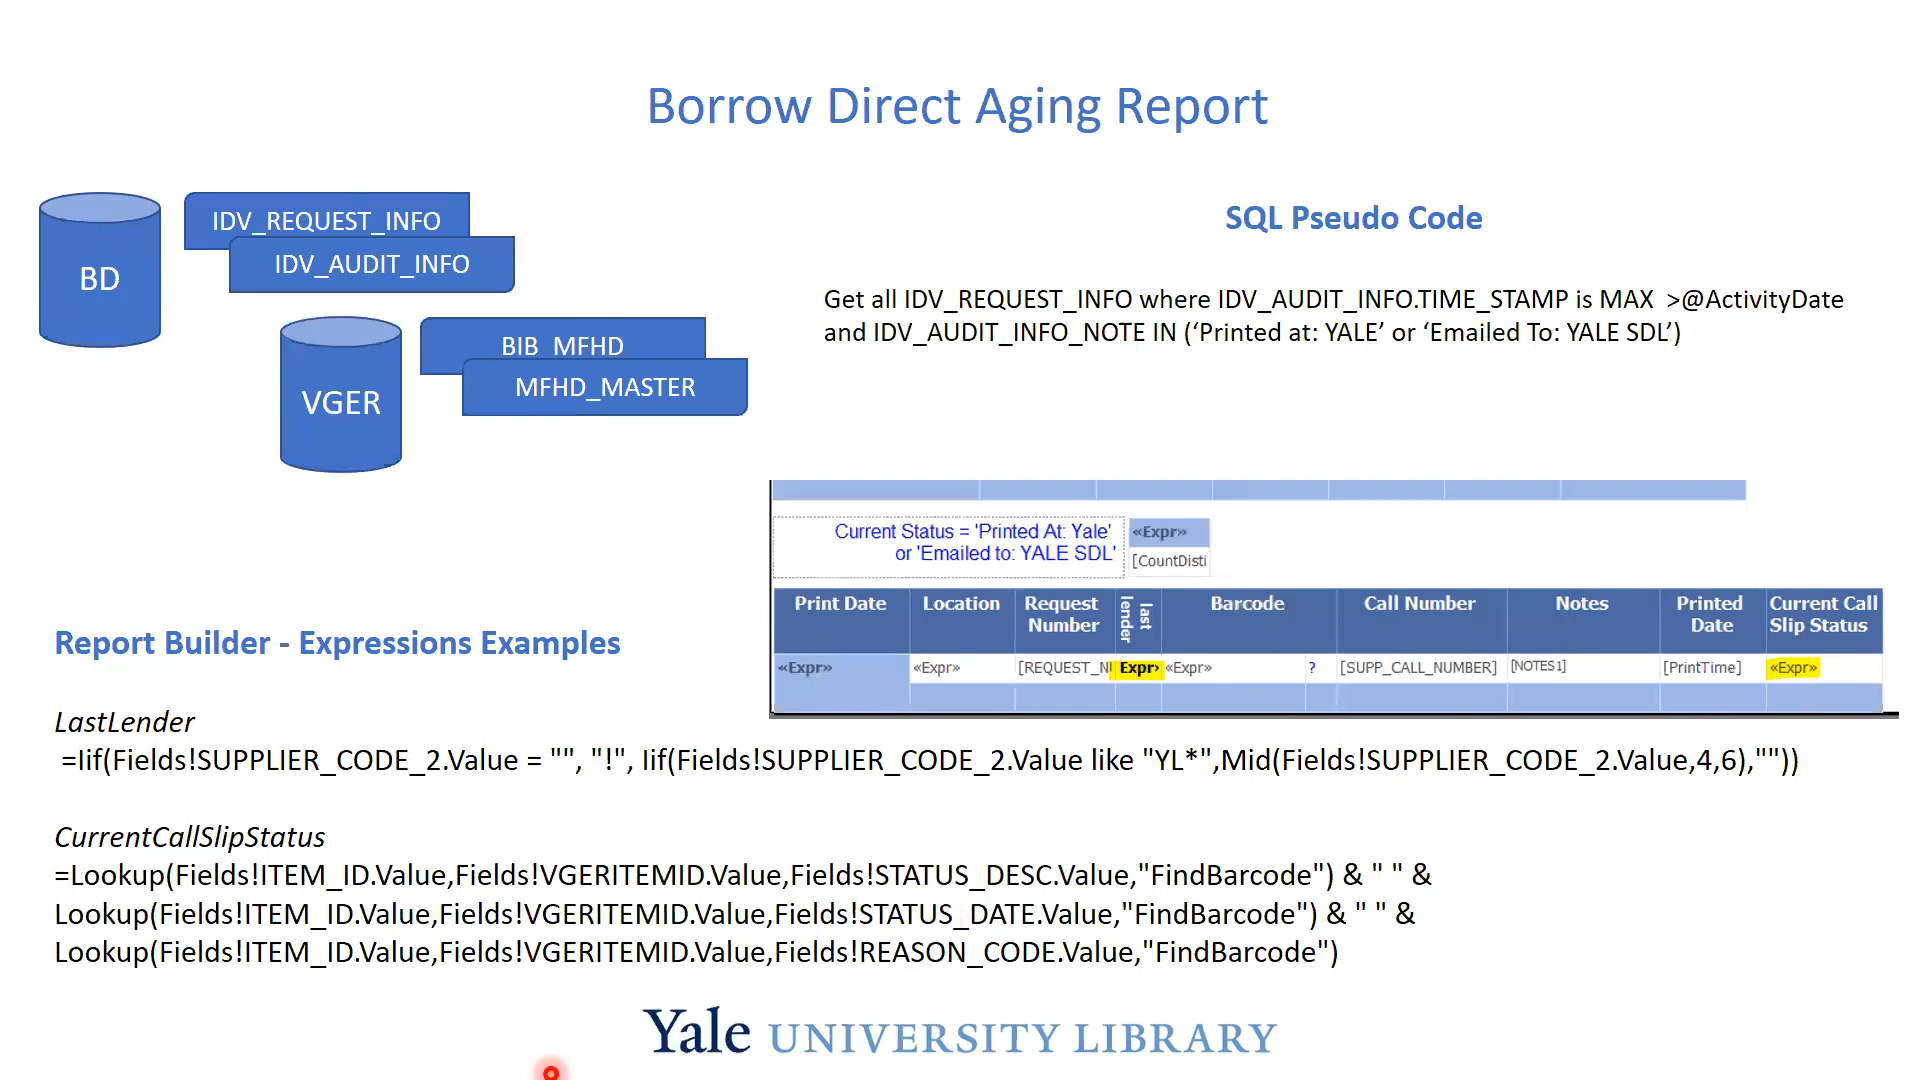 Borrow Direct Aging Report
BD
IDV_REQUEST_INFO
IDV_AUDIT_INFO
VGER
BIB_MFHD
MFHD_MASTER
SQL Pseudo Code
Get all IDV_REQUEST_INFO where IDV_AUDIT_INFO.TIME_STAMP is MAX  >@ActivityDate
and IDV_AUDIT_INFO_NOTE IN (‘Printed at: YALE’ or ‘Emailed To: YALE SDL’)
Current Status = 'Printed At: Yale'
or 'Emailed to: YALE SDL'
«Expr»
[CountDisti
Print Date
Location
Request
Number
last
lender
Barcode
Call Number
Notes
Printed
Date
Current Call
Slip Status
«Expr»
«Expr»
[REQUEST_N
Expr›
«Expr»
?
[SUPP_CALL_NUMBER]
[NOTES1]
[PrintTime]
«Expr»
Report Builder - Expressions Examples
LastLender
=Iif(Fields!SUPPLIER_CODE_2.Value = "", "!", Iif(Fields!SUPPLIER_CODE_2.Value like "YL*",Mid(Fields!SUPPLIER_CODE_2.Value,4,6),""))
CurrentCallSlipStatus
=Lookup(Fields!ITEM_ID.Value,Fields!VGERITEMID.Value,Fields!STATUS_DESC.Value,"FindBarcode") & " " &
Lookup(Fields!ITEM_ID.Value,Fields!VGERITEMID.Value,Fields!STATUS_DATE.Value,"FindBarcode") & " " &
Lookup(Fields!ITEM_ID.Value,Fields!VGERITEMID.Value,Fields!REASON_CODE.Value,"FindBarcode")
Yale UNIVERSITY LIBRARY